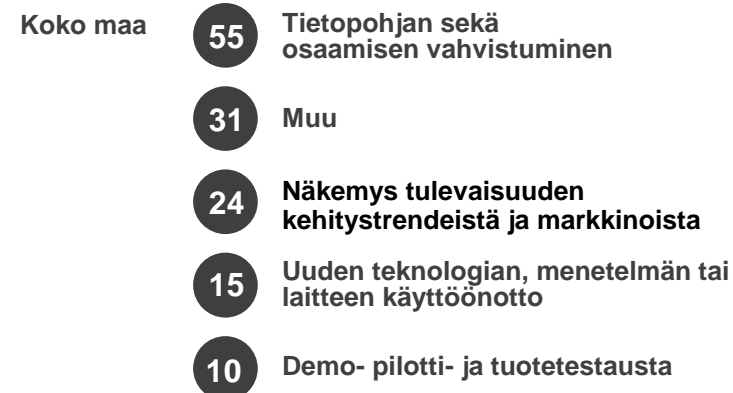 Koko maa
55
Tietopohjan sekä
osaamisen vahvistuminen
31
Muu
24
Näkemys tulevaisuuden
kehitystrendeistä ja markkinoista
15
Uuden teknologian, menetelmän tai
laitteen käyttöönotto
10
Demo- pilotti- ja tuotetestausta